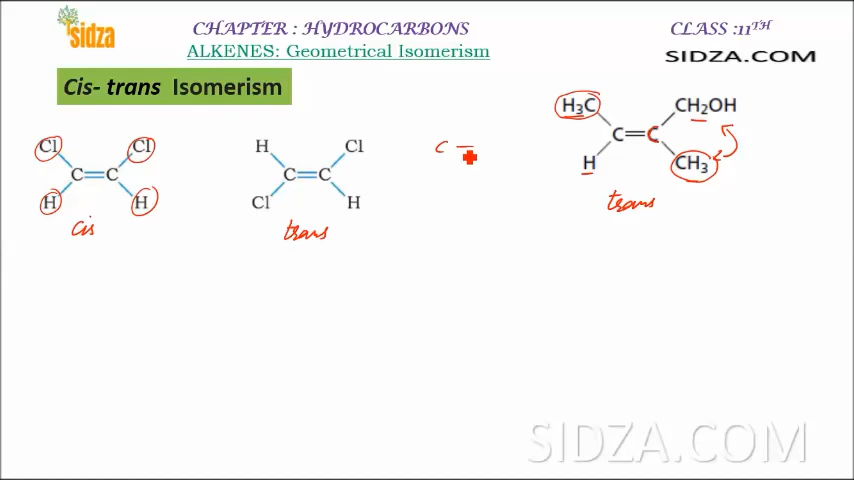 sidza
CHAPTER : HYDROCARBONS
CLASS :11TH
ALKENES: Geometrical Isomerism
SIDZA.COM
Cis- trans Isomerism
Cl Cl
C=C
H H
cis
H Cl
C=C
Cl H
trans
C =
H3C CH2OH
C=C
H CH3
trans
SIDZA.COM